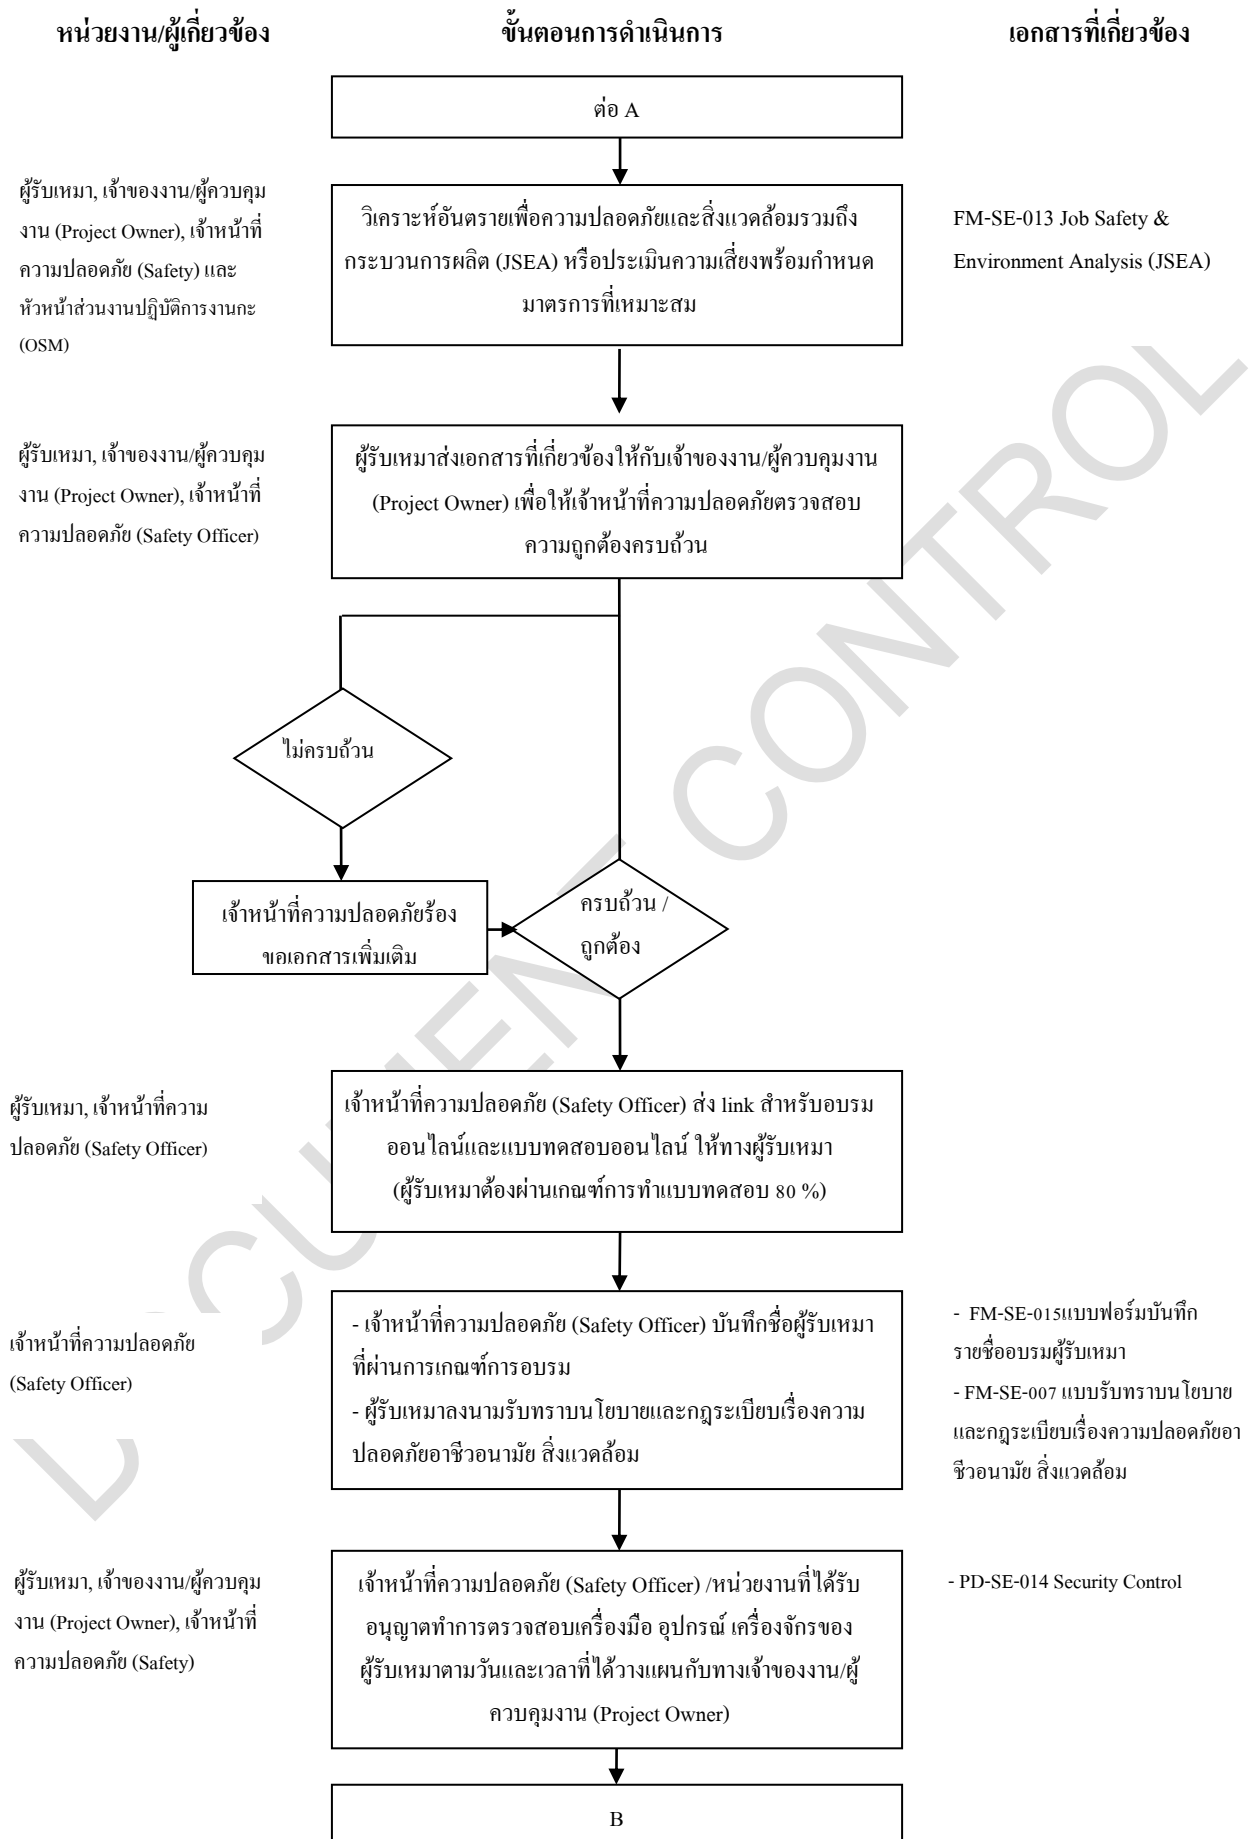 หน่วยงาน/ผู้เกี่ยวข้อง
ขั้นตอนการดำเนินการ
เอกสารที่เกี่ยวข้อง
ต่อ A
ผู้รับเหมา, เจ้าของงาน/ผู้ควบคุม
งาน (Project Owner), เจ้าหน้าที่
ความปลอดภัย (Safety) และ
หัวหน้าส่วนงานปฏิบัติการงานกะ
(OSM)
วิเคราะห์อันตรายเพื่อความปลอดภัยและสิ่งแวดล้อมรวมถึง
กระบวนการผลิต (JSEA) หรือประเมินความเสี่ยงพร้อมกำหนด
มาตรการที่เหมาะสม
FM-SE-013 Job Safety &
Environment Analysis (JSEA)
ผู้รับเหมา, เจ้าของงาน/ผู้ควบคุม
งาน (Project Owner), เจ้าหน้าที่
ความปลอดภัย (Safety Officer)
ผู้รับเหมาส่งเอกสารที่เกี่ยวข้องให้กับเจ้าของงาน/ผู้ควบคุมงาน
(Project Owner) เพื่อให้เจ้าหน้าที่ความปลอดภัยตรวจสอบ
ความถูกต้องครบถ้วน
ไม่ครบถ้วน
เจ้าหน้าที่ความปลอดภัยร้อง
ขอเอกสารเพิ่มเติม
ครบถ้วน /
ถูกต้อง
ผู้รับเหมา, เจ้าหน้าที่ความ
ปลอดภัย (Safety Officer)
เจ้าหน้าที่ความปลอดภัย (Safety Officer) ส่ง link สำหรับอบรม
ออนไลน์และแบบทดสอบออนไลน์ ให้ทางผู้รับเหมา
(ผู้รับเหมาต้องผ่านเกณฑ์การทำแบบทดสอบ 80 %)
เจ้าหน้าที่ความปลอดภัย
(Safety Officer)
- เจ้าหน้าที่ความปลอดภัย (Safety Officer) บันทึกชื่อผู้รับเหมา
ที่ผ่านการเกณฑ์การอบรม
- ผู้รับเหมาลงนามรับทราบนโยบายและกฎระเบียบเรื่องความ
ปลอดภัยอาชีวอนามัย สิ่งแวดล้อม
- FM-SE-015แบบฟอร์มบันทึก
รายชื่ออบรมผู้รับเหมา
- FM-SE-007 แบบรับทราบนโยบาย
และกฎระเบียบเรื่องความปลอดภัยอา
ชีวอนามัย สิ่งแวดล้อม
ผู้รับเหมา, เจ้าของงาน/ผู้ควบคุม
งาน (Project Owner), เจ้าหน้าที่
ความปลอดภัย (Safety)
เจ้าหน้าที่ความปลอดภัย (Safety Officer) /หน่วยงานที่ได้รับ
อนุญาตทำการตรวจสอบเครื่องมือ อุปกรณ์ เครื่องจักรของ
ผู้รับเหมาตามวันและเวลาที่ได้วางแผนกับทางเจ้าของงาน/ผู้
ควบคุมงาน (Project Owner)
- PD-SE-014 Security Control
B